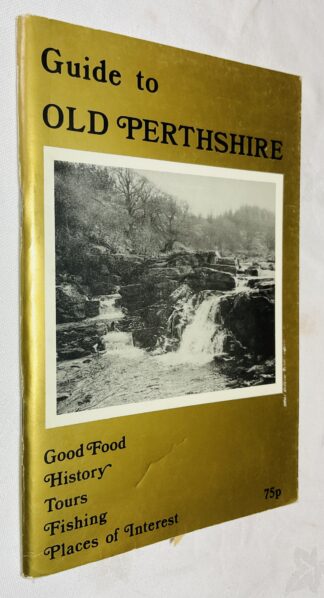 Guide to
OLD PERTHSHIRE
Good Food
History
Tours
Fishing
Places of Interest
75p